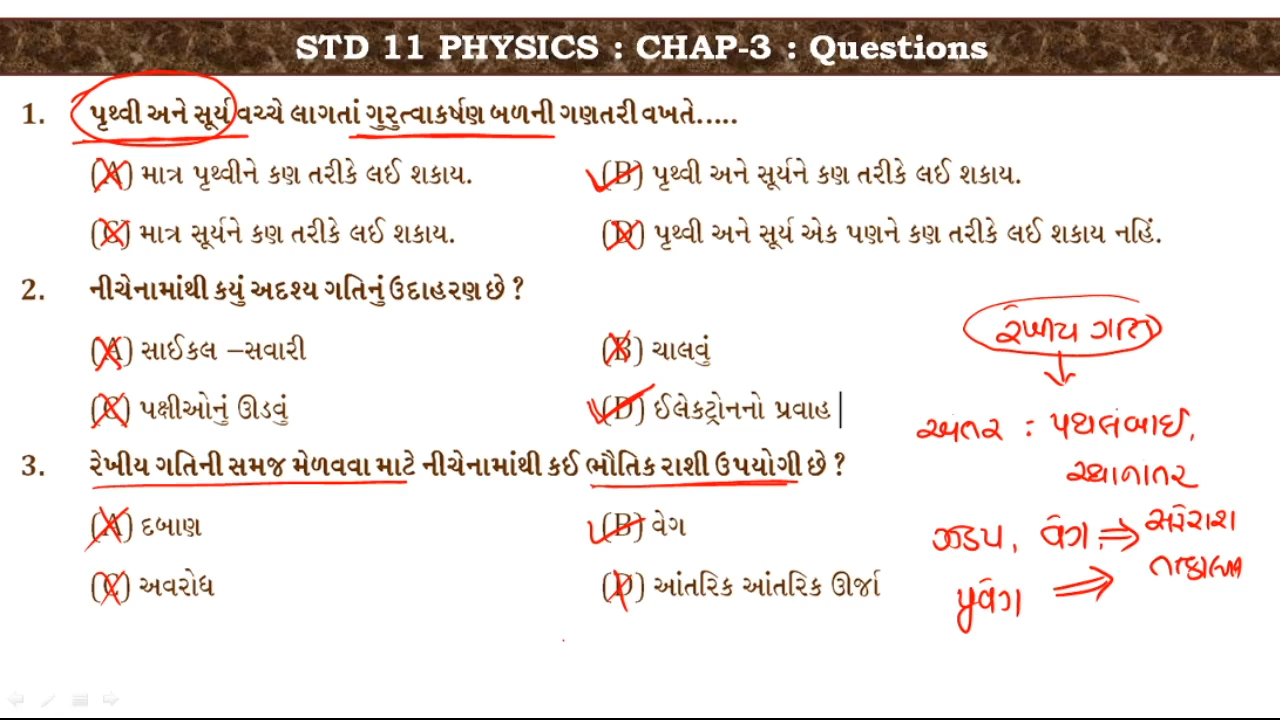 STD 11 PHYSICS : CHAP-3 : Questions
1. પૃથ્વી અને સૂર્ય વચ્ચે લાગતાં ગુરુત્વાકર્ષણ બળની ગણતરી વખતે.....
(A) માત્ર પૃથ્વીને કણ તરીકે લઈ શકાય. (B) પૃથ્વી અને સૂર્યને કણ તરીકે લઈ શકાય.
(C) માત્ર સૂર્યને કણ તરીકે લઈ શકાય. (D) પૃથ્વી અને સૂર્ય એક પણને કણ તરીકે લઈ શકાય નહિં.
2. નીચેનામાંથી કયું અદશ્ય ગતિનું ઉદાહરણ છે ?
(A) સાઈકલ –સવારી (B) ચાલવું
(C) પક્ષીઓનું ઊડવું (D) ઈલેકટ્રોનનો પ્રવાહ
3. રેખીય ગતિની સમજ મેળવવા માટે નીચેનામાંથી કઈ ભૌતિક રાશી ઉપયોગી છે ?
(A) દબાણ (B) વેગ
(C) અવરોધ (D) આંતરિક આંતરિક ઊર્જા
રેખીય ગતિ
અંતર : પથલંબાઈ,
સ્થાનાંતર
ઝડપ, વેગ, ⇒ સરેરાશ
પ્રવેગ ⇒